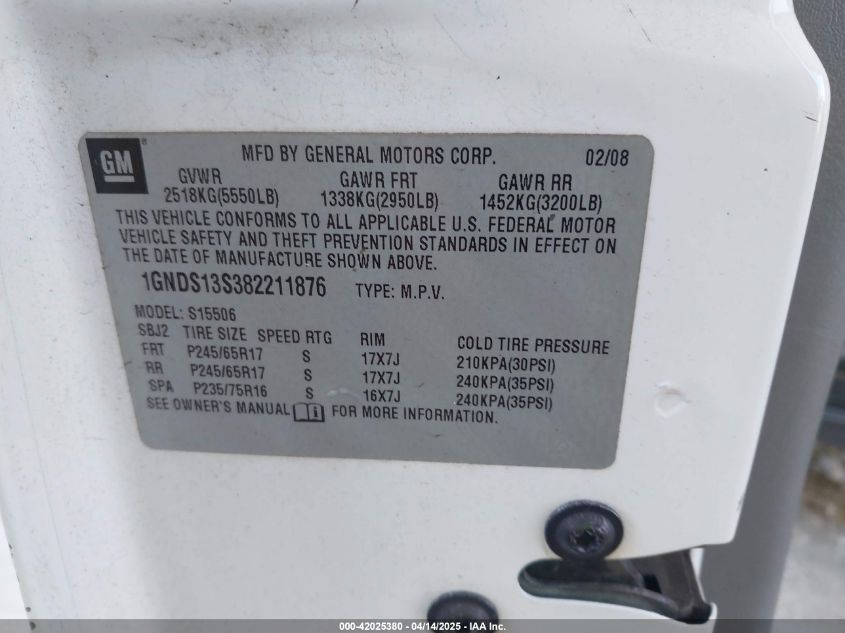 GM
MFD BY GENERAL MOTORS CORP. 02/08
GVWR GAWR FRT GAWR RR
2518KG(5550LB) 1338KG(2950LB) 1452KG(3200LB)
THIS VEHICLE CONFORMS TO ALL APPLICABLE U.S. FEDERAL MOTOR
VEHICLE SAFETY AND THEFT PREVENTION STANDARDS IN EFFECT ON
THE DATE OF MANUFACTURE SHOWN ABOVE.
1GNDS13S382211876 TYPE: M.P.V.
MODEL: S15506
SBJ2 TIRE SIZE SPEED RTG RIM COLD TIRE PRESSURE
FRT P245/65R17 S 17X7J 210KPA(30PSI)
RR P245/65R17 S 17X7J 240KPA(35PSI)
SPA P235/75R16 S 16X7J 240KPA(35PSI)
SEE OWNER'S MANUAL i FOR MORE INFORMATION.
000-42025380 - 04/14/2025 - IAA Inc.